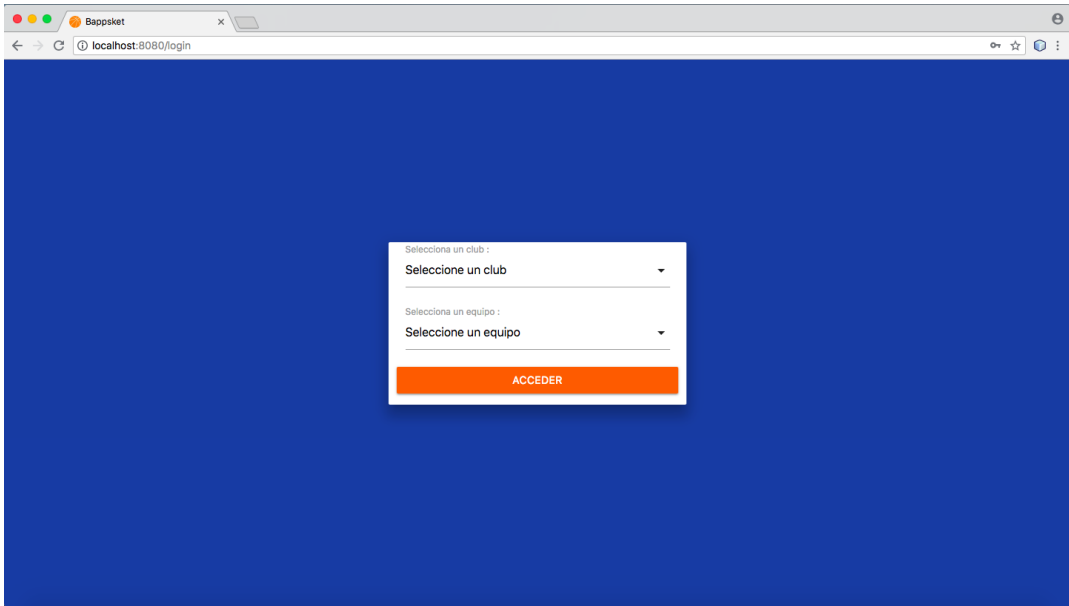 Bappsket
localhost:8080/login
Selecciona un club :
Seleccione un club
Selecciona un equipo :
Seleccione un equipo
ACCEDER